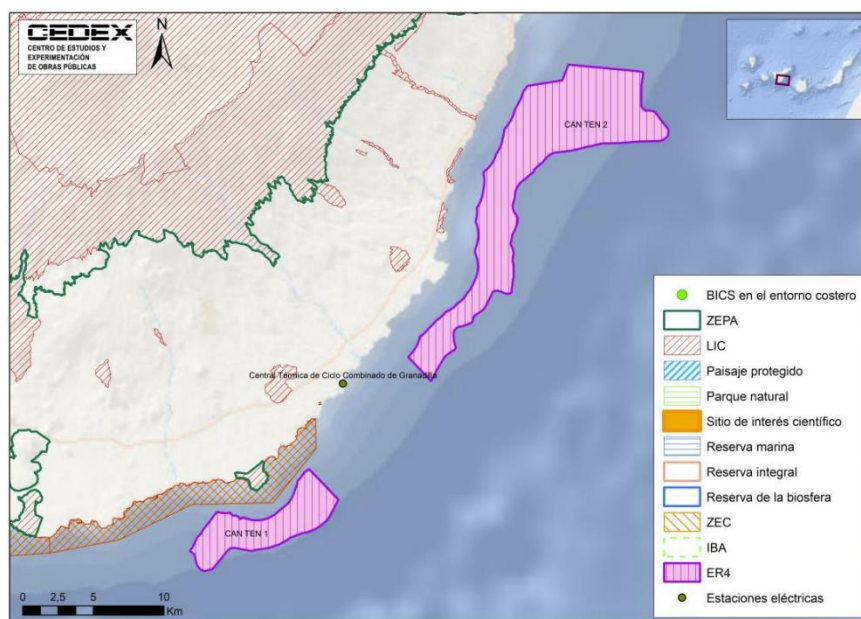 CEDEX
CENTRO DE ESTUDIOS Y
EXPERIMENTACIÓN
DE OBRAS PÚBLICAS
N
CAN TEN 2
Central Térmica de Ciclo Combinado de Granadilla
CAN TEN 1
BICS en el entorno costero
ZEPA
LIC
Paisaje protegido
Parque natural
Sitio de interés científico
Reserva marina
Reserva integral
Reserva de la biosfera
ZEC
IBA
ER4
Estaciones eléctricas
0 2,5 5 10
Km